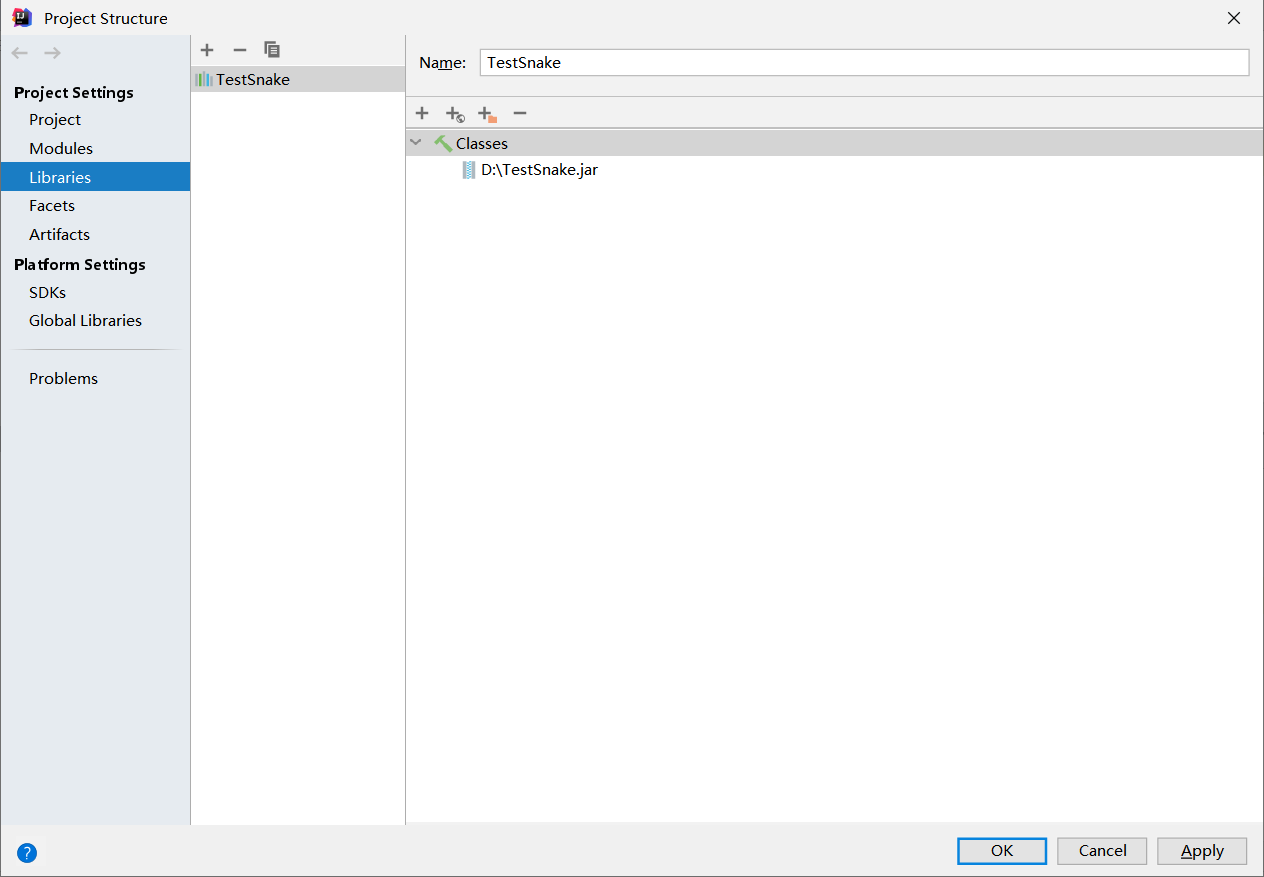 Project Structure
Project Settings
Project
Modules
Libraries
Facets
Artifacts
Platform Settings
SDKs
Global Libraries
Problems
TestSnake
Name: TestSnake
Classes
D:\TestSnake.jar
?
OK Cancel Apply